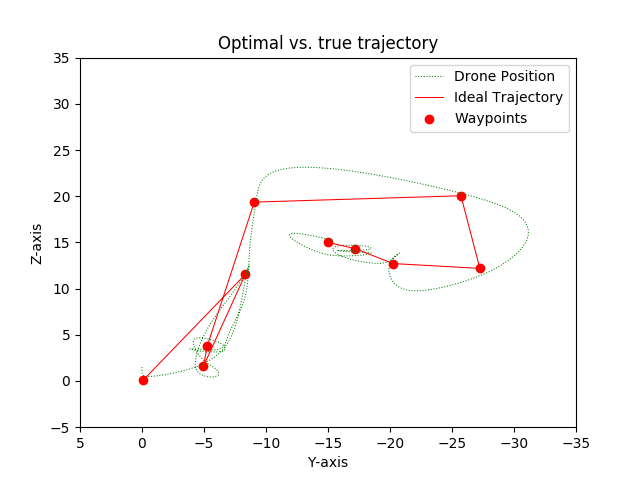 Optimal vs. true trajectory
Drone Position
Ideal Trajectory
Waypoints
35
30
25
20
15
10
5
0
−5
Z-axis
5 0 −5 −10 −15 −20 −25 −30 −35
Y-axis